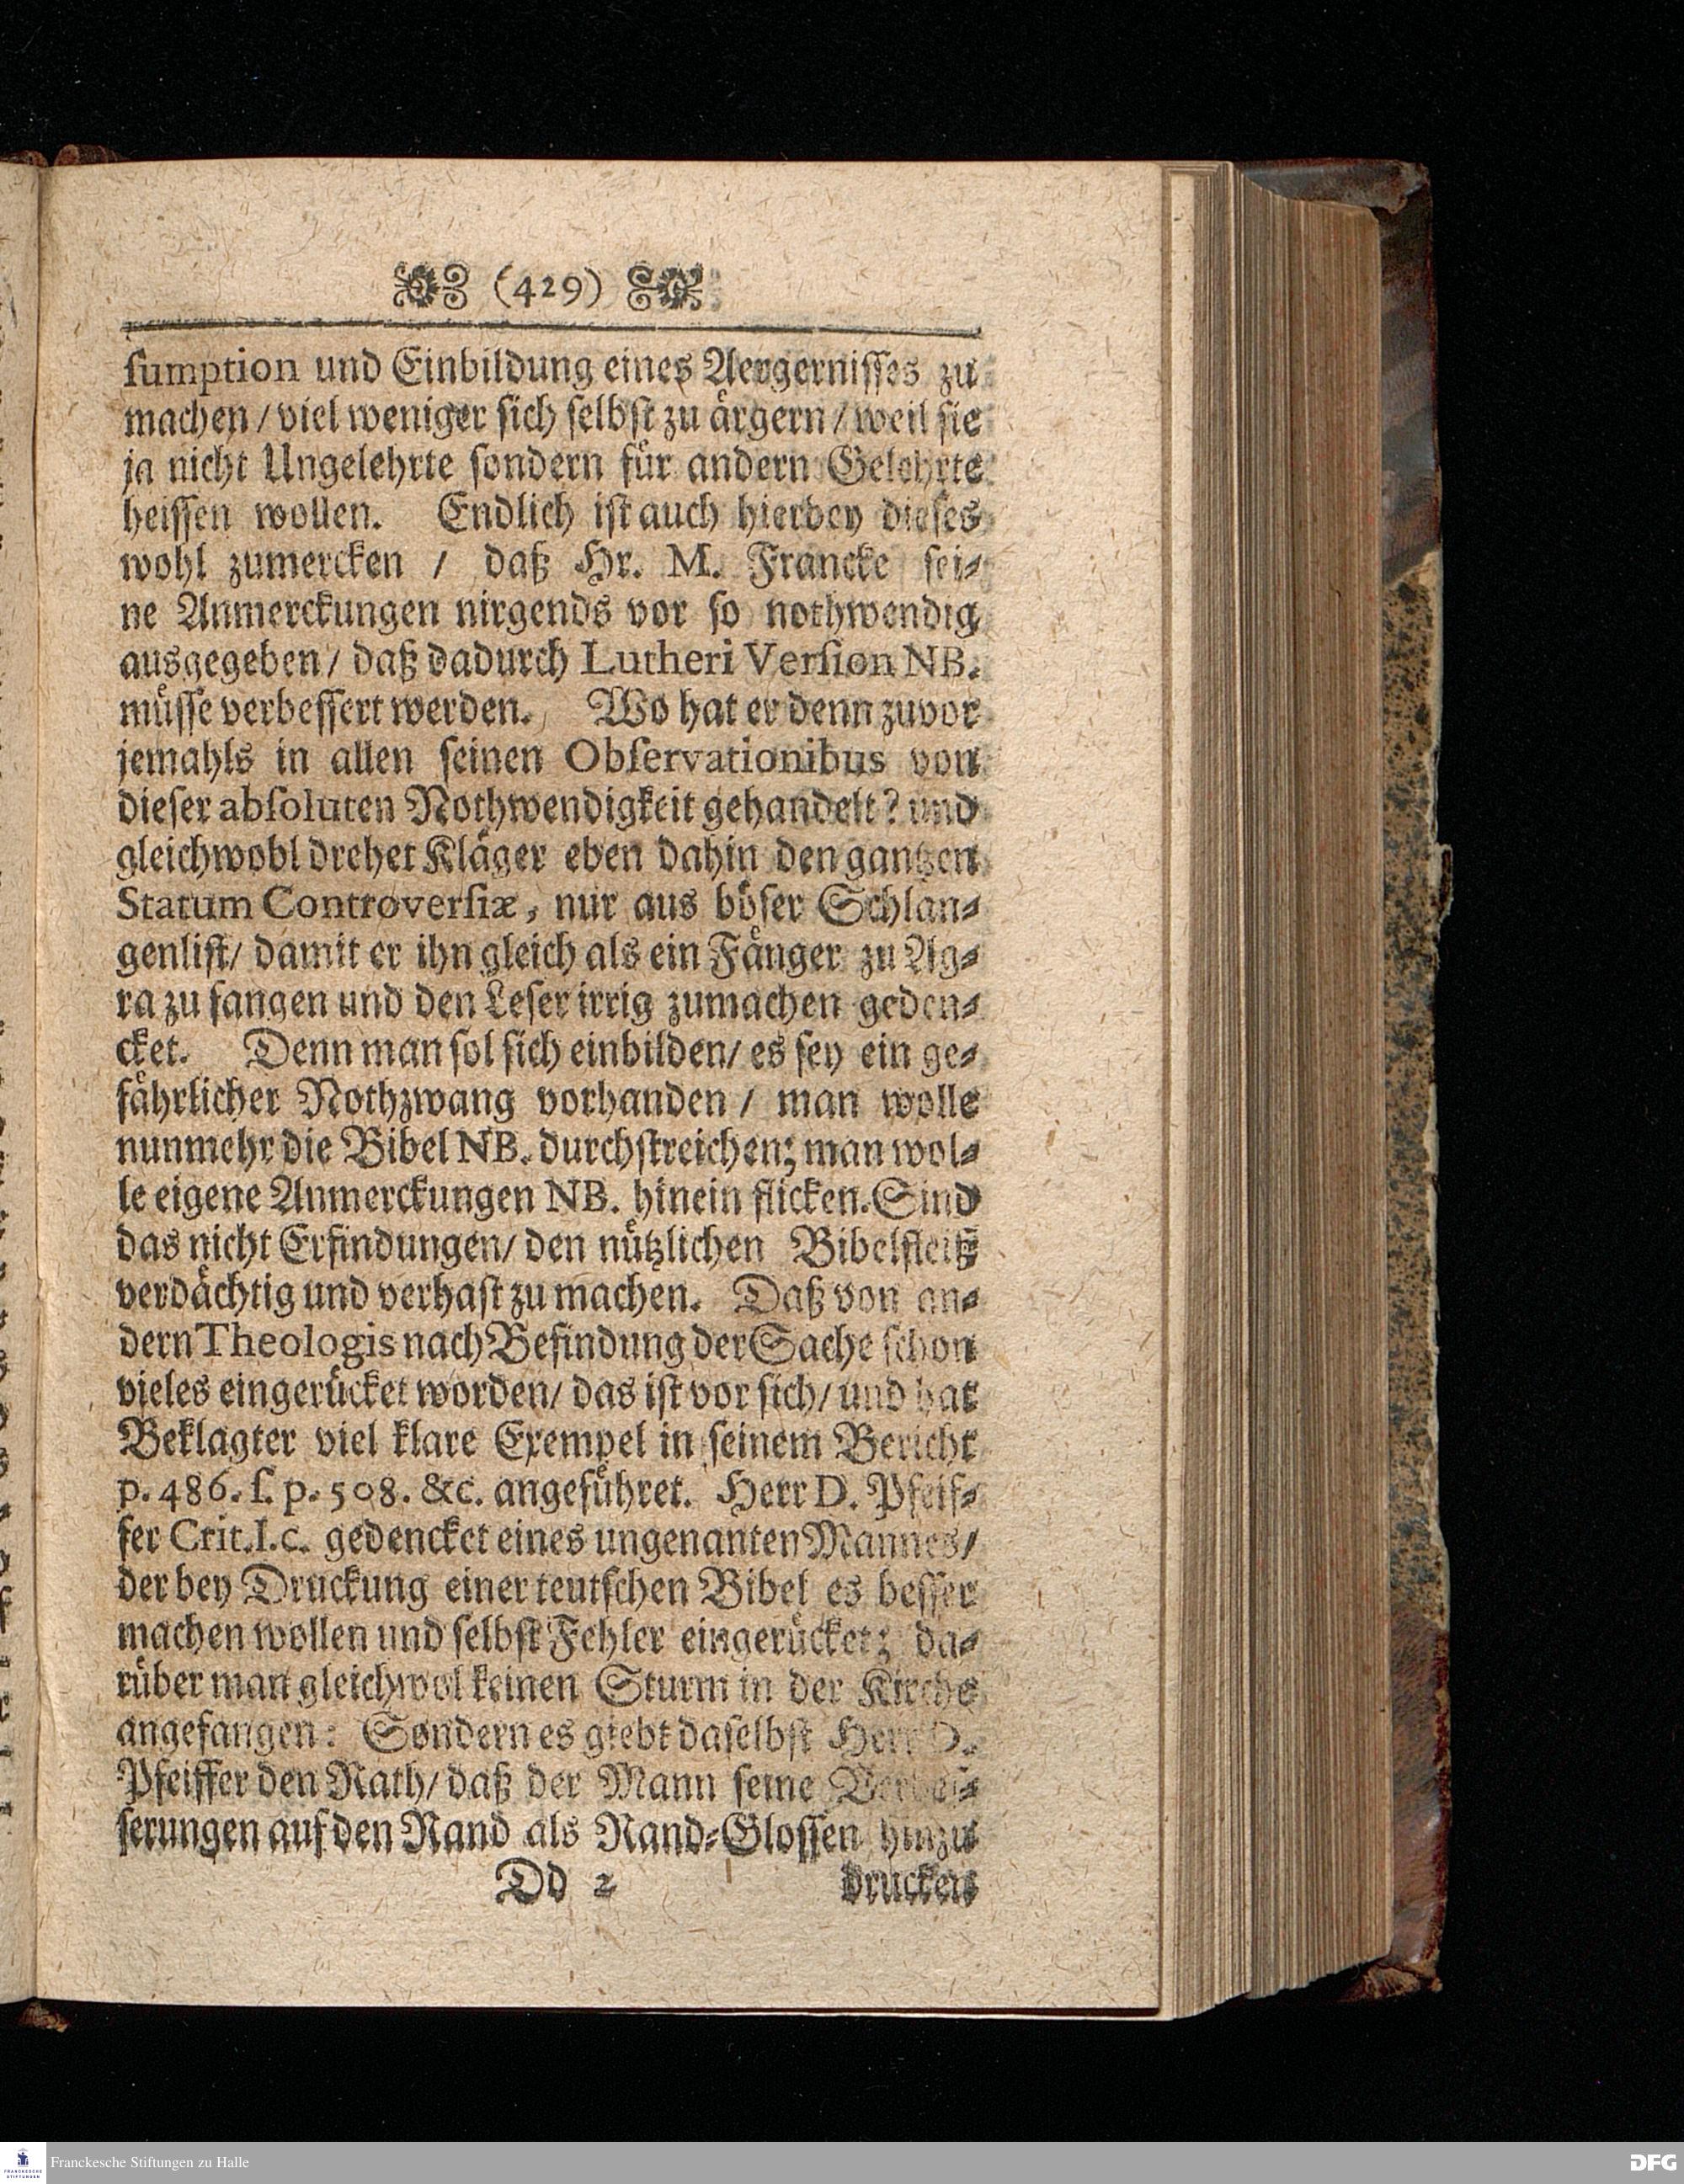 (429)
ſumption und Einbildung eines Aergernisſes zu
machen / viel weniger ſich ſelbſt zu ärgern / weil ſie
ja nicht Ungelehrte ſondern für andern Gelehrte
heiſſen wollen. Endlich iſt auch hierbey dieſes
wohl zumercken / daß Hr. M. Francke ſei⸗
ne Anmerckungen nirgends vor ſo nothwendig
ausgegeben / daß dadurch Lutheri Verſion NB.
müſſe verbeſſert werden. Wo hat er denn zuvor
jemahls in allen ſeinen Obſervationibus von
dieſer abſoluten Nothwendigkeit gehandelt? und
gleichwobl drehet Kläger eben dahin den gantzen
Statum Controverſiæ, nur aus böſer Schlan⸗
genliſt / damit er ihn gleich als ein Fänger zu Ag⸗
ra zu fangen und den Leſer irrig zumachen geden⸗
cket. Denn man ſol ſich einbilden / es ſey ein ge⸗
fährlicher Nothzwang vorhanden / man wolle
nunmehr die Bibel NB. durchſtreichen; man wol⸗
le eigene Anmerckungen NB. hinein flicken. Sind
das nicht Erfindungen / den nützlichen Bibelfleiß
verdächtig und verhaſt zu machen. Daß von an⸗
dern Theologis nach Befindung der Sache ſchon
vieles eingerücket worden / das iſt vor ſich / und hat
Beklagter viel klare Exempel in ſeinem Bericht
p. 486. ſ. p. 508. &c. angeführet. Herr D. Pfeif⸗
fer Crit. I. c. gedencket eines ungenanten Mannes /
der bey Druckung einer teutſchen Bibel es beſſer
machen wollen und ſelbſt Fehler eingerücket; da⸗
rüber man gleichwol keinen Sturm in der Kirche
angefangen: Sondern es giebt daſelbſt Herr D.
Pfeiffer den Rath / daß der Mann ſeine Verbeſ⸗
ſerungen auf den Rand als Rand⸗Gloſſen hinzu
Dd 2 drucken
FRANCKESCHE STIFTUNGEN
Franckesche Stiftungen zu Halle
DFG